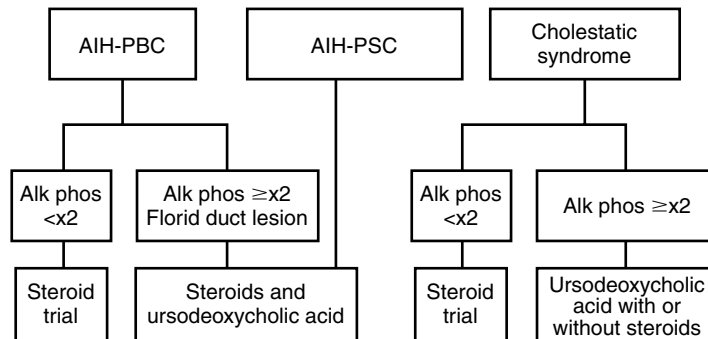 AIH-PBC
AIH-PSC
Cholestatic
syndrome
Alk phos
<x2
Alk phos ≥x2
Florid duct lesion
Alk phos
<x2
Alk phos ≥x2
Steroid
trial
Steroids and
ursodeoxycholic acid
Steroid
trial
Ursodeoxycholic
acid with or
without steroids